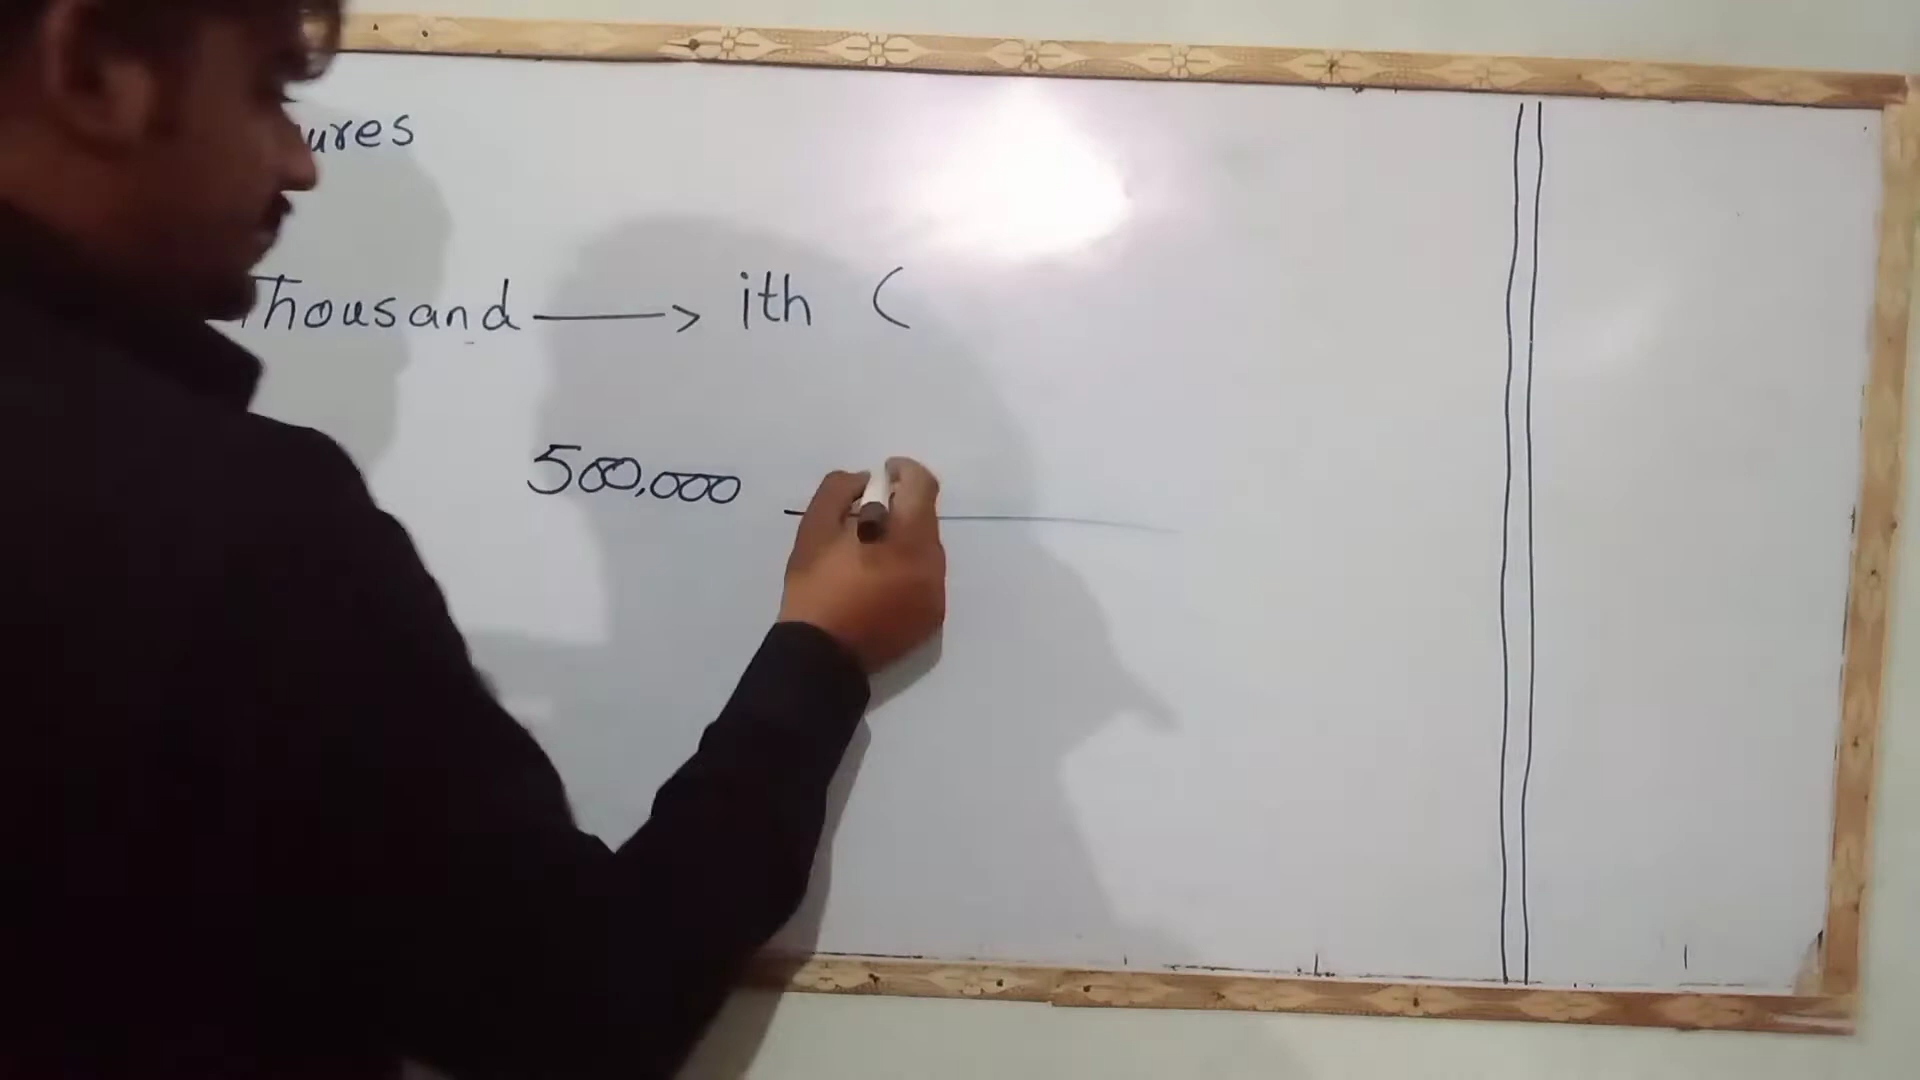 ures
Thousand → ith (
500,000